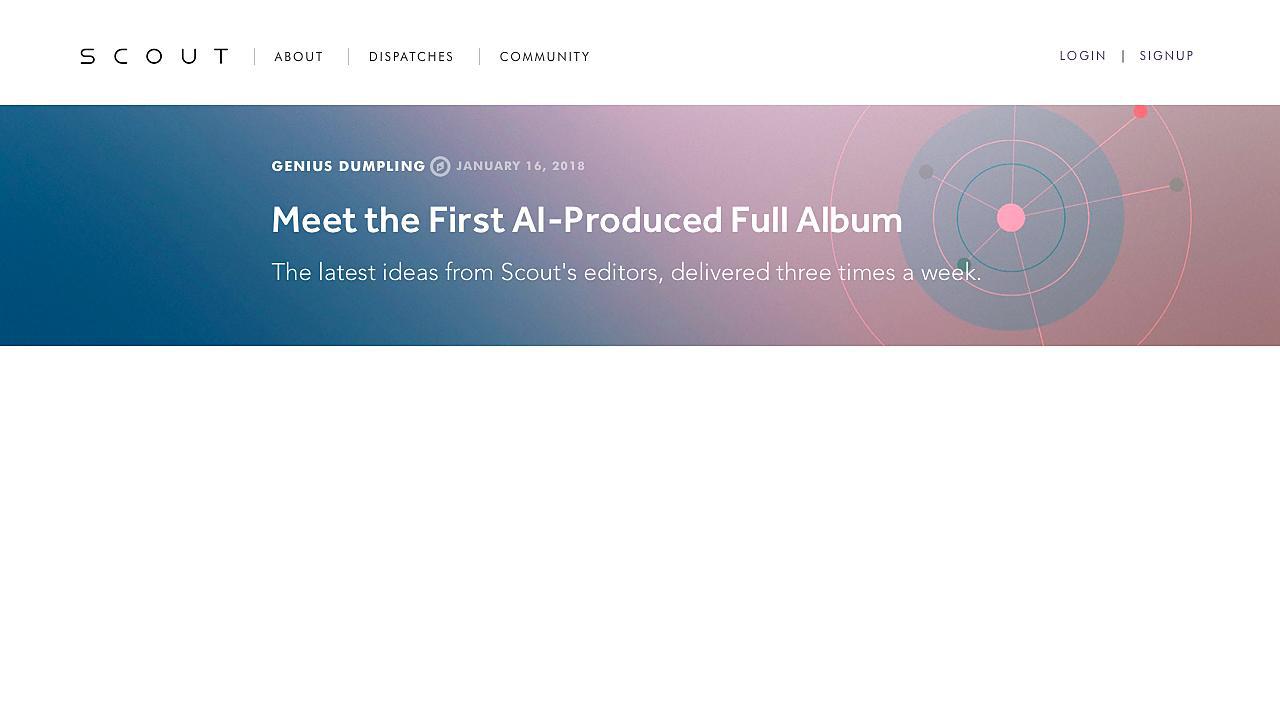 SCOUT
ABOUT
DISPATCHES
COMMUNITY
LOGIN | SIGNUP
GENIUS DUMPLING JANUARY 16, 2018
Meet the First AI-Produced Full Album
The latest ideas from Scout's editors, delivered three times a week.